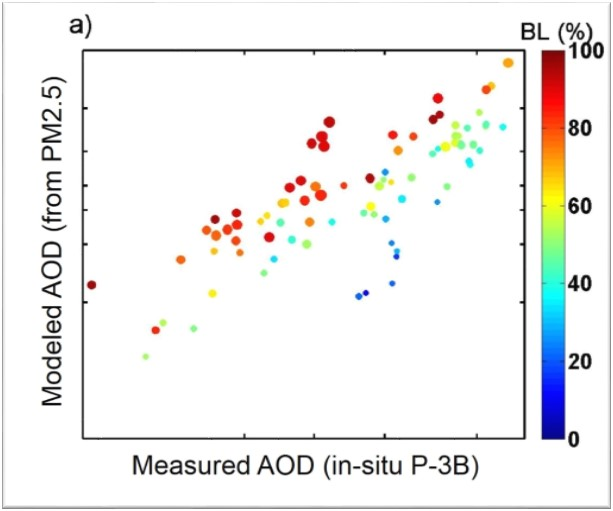 a)
BL (%)
100
80
60
40
20
0
Modeled AOD (from PM2.5)
Measured AOD (in-situ P-3B)